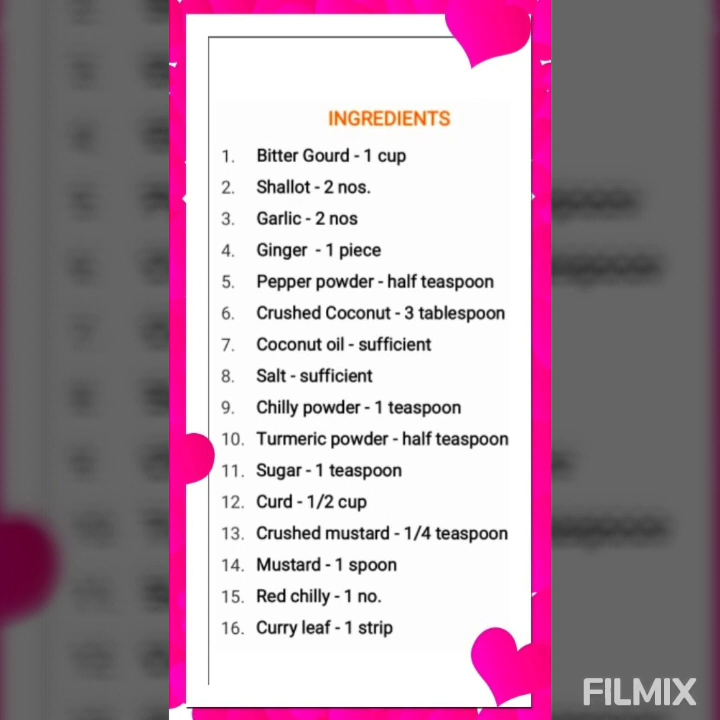 INGREDIENTS
1. Bitter Gourd - 1 cup
2. Shallot - 2 nos.
3. Garlic - 2 nos
4. Ginger - 1 piece
5. Pepper powder - half teaspoon
6. Crushed Coconut - 3 tablespoon
7. Coconut oil - sufficient
8. Salt - sufficient
9. Chilly powder - 1 teaspoon
10. Turmeric powder - half teaspoon
11. Sugar - 1 teaspoon
12. Curd - 1/2 cup
13. Crushed mustard - 1/4 teaspoon
14. Mustard - 1 spoon
15. Red chilly - 1 no.
16. Curry leaf - 1 strip
FILMIX